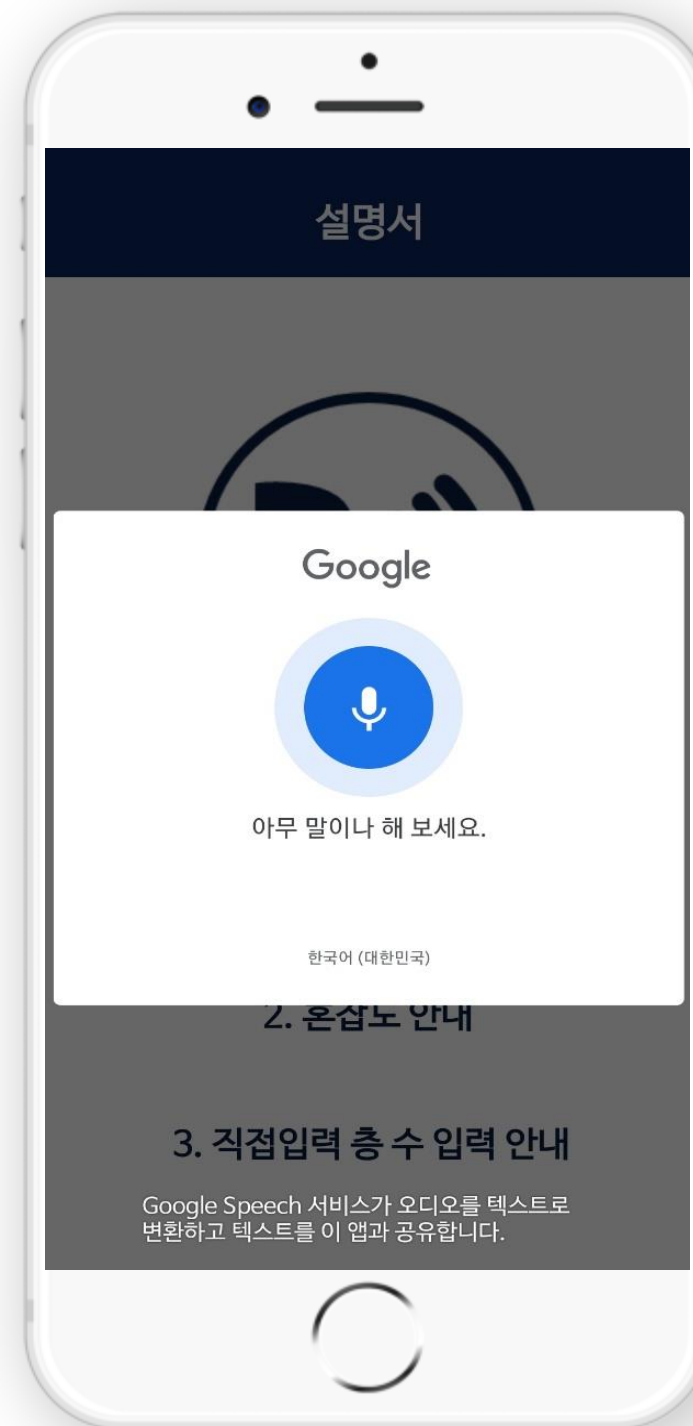 설명서
Google
아무 말이나 해 보세요.
한국어 (대한민국)
2. 혼잡도 안내
3. 직접입력 층 수 입력 안내
Google Speech 서비스가 오디오를 텍스트로
변환하고 텍스트를 이 앱과 공유합니다.